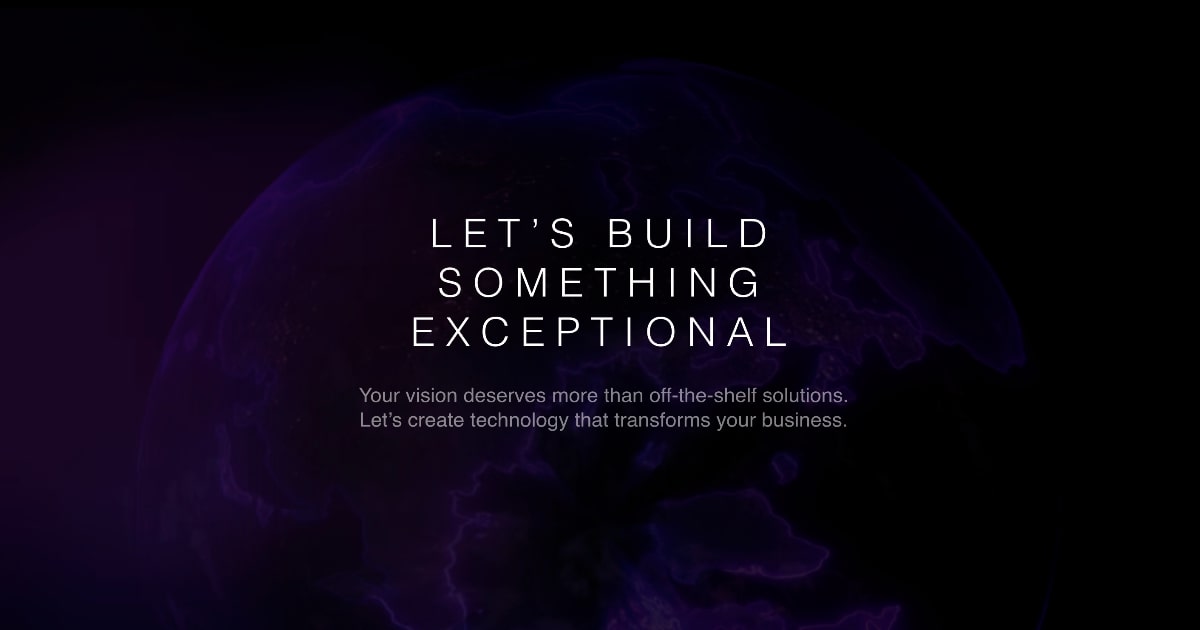 LET’S BUILD
SOMETHING
EXCEPTIONAL
Your vision deserves more than off-the-shelf solutions.
Let’s create technology that transforms your business.